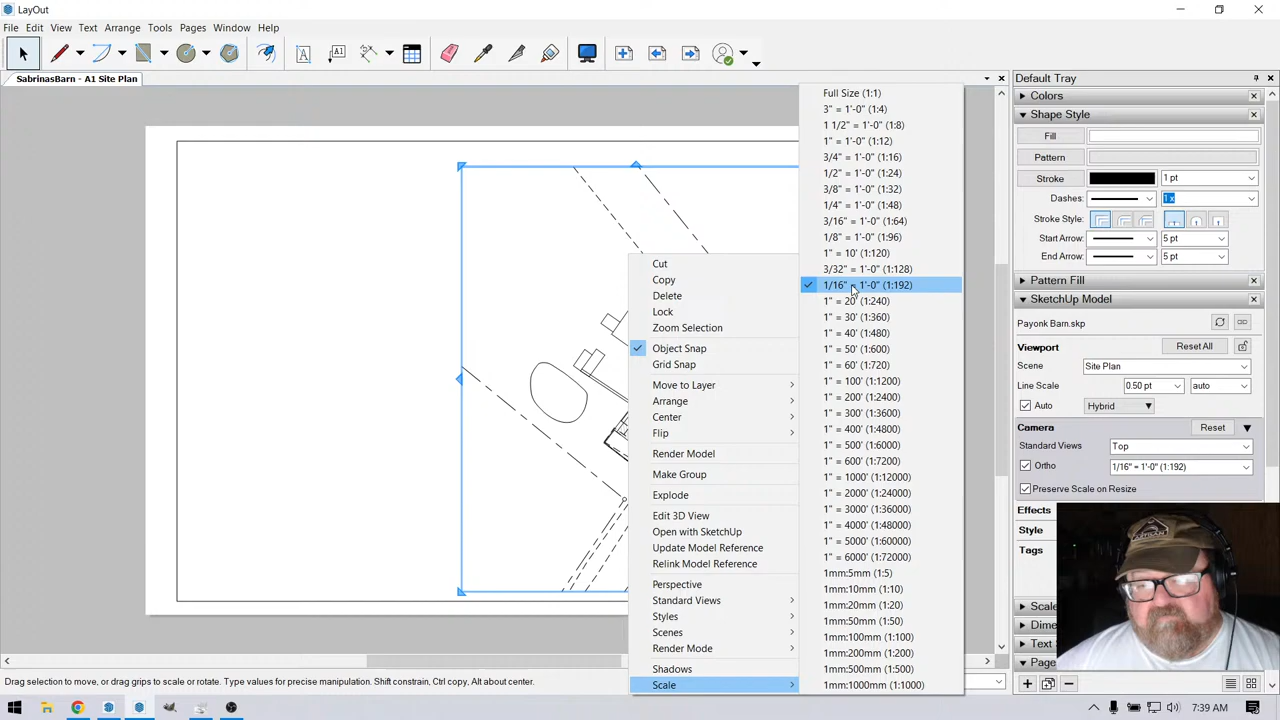 LayOut
File Edit View Text Arrange Tools Pages Window Help
SabrinasBarn - A1 Site Plan
Cut
Copy
Delete
Lock
Zoom Selection
Object Snap
Grid Snap
Move to Layer
Arrange
Center
Flip
Render Model
Make Group
Explode
Edit 3D View
Open with SketchUp
Update Model Reference
Relink Model Reference
Perspective
Standard Views
Styles
Scenes
Render Mode
Shadows
Scale
Full Size (1:1)
3" = 1'-0" (1:4)
1 1/2" = 1'-0" (1:8)
1" = 1'-0" (1:12)
3/4" = 1'-0" (1:16)
1/2" = 1'-0" (1:24)
3/8" = 1'-0" (1:32)
1/4" = 1'-0" (1:48)
3/16" = 1'-0" (1:64)
1/8" = 1'-0" (1:96)
1" = 10' (1:120)
3/32" = 1'-0" (1:128)
1/16" = 1'-0" (1:192)
1" = 20' (1:240)
1" = 30' (1:360)
1" = 40' (1:480)
1" = 50' (1:600)
1" = 60' (1:720)
1" = 100' (1:1200)
1" = 200' (1:2400)
1" = 300' (1:3600)
1" = 400' (1:4800)
1" = 500' (1:6000)
1" = 600' (1:7200)
1" = 1000' (1:12000)
1" = 2000' (1:24000)
1" = 3000' (1:36000)
1" = 4000' (1:48000)
1" = 5000' (1:60000)
1" = 6000' (1:72000)
1mm:5mm (1:5)
1mm:10mm (1:10)
1mm:20mm (1:20)
1mm:50mm (1:50)
1mm:100mm (1:100)
1mm:200mm (1:200)
1mm:500mm (1:500)
1mm:1000mm (1:1000)
Default Tray
Colors
Shape Style
Fill
Pattern
Stroke 1 pt
Dashes: 1 x
Stroke Style:
Start Arrow: 5 pt
End Arrow: 5 pt
Pattern Fill
SketchUp Model
Payonk Barn.skp
Viewport Reset All
Scene Site Plan
Line Scale 0.50 pt auto
Auto Hybrid
Camera Reset
Standard Views Top
Ortho 1/16" = 1'-0" (1:192)
Preserve Scale on Resize
Effects
Style
Tags
Scale
Dime
Text S
Page
Drag selection to move, or drag grips to scale or rotate. Type values for precise manipulation. Shift constrain, Ctrl copy, Alt about center.
7:39 AM